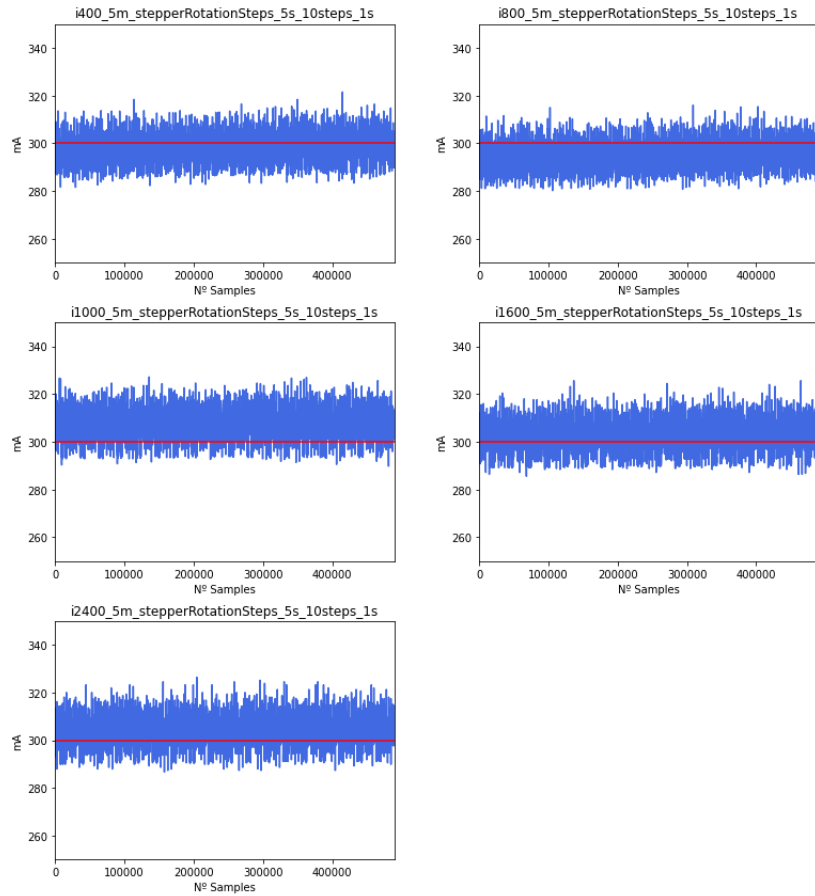 i400_5m_stepperRotationSteps_5s_10steps_1s
340
320
300
280
260
mA
0 100000 200000 300000 400000
Nº Samples
i800_5m_stepperRotationSteps_5s_10steps_1s
340
320
300
280
260
mA
0 100000 200000 300000 400000
Nº Samples
i1000_5m_stepperRotationSteps_5s_10steps_1s
340
320
300
280
260
mA
0 100000 200000 300000 400000
Nº Samples
i1600_5m_stepperRotationSteps_5s_10steps_1s
340
320
300
280
260
mA
0 100000 200000 300000 400000
Nº Samples
i2400_5m_stepperRotationSteps_5s_10steps_1s
340
320
300
280
260
mA
0 100000 200000 300000 400000
Nº Samples